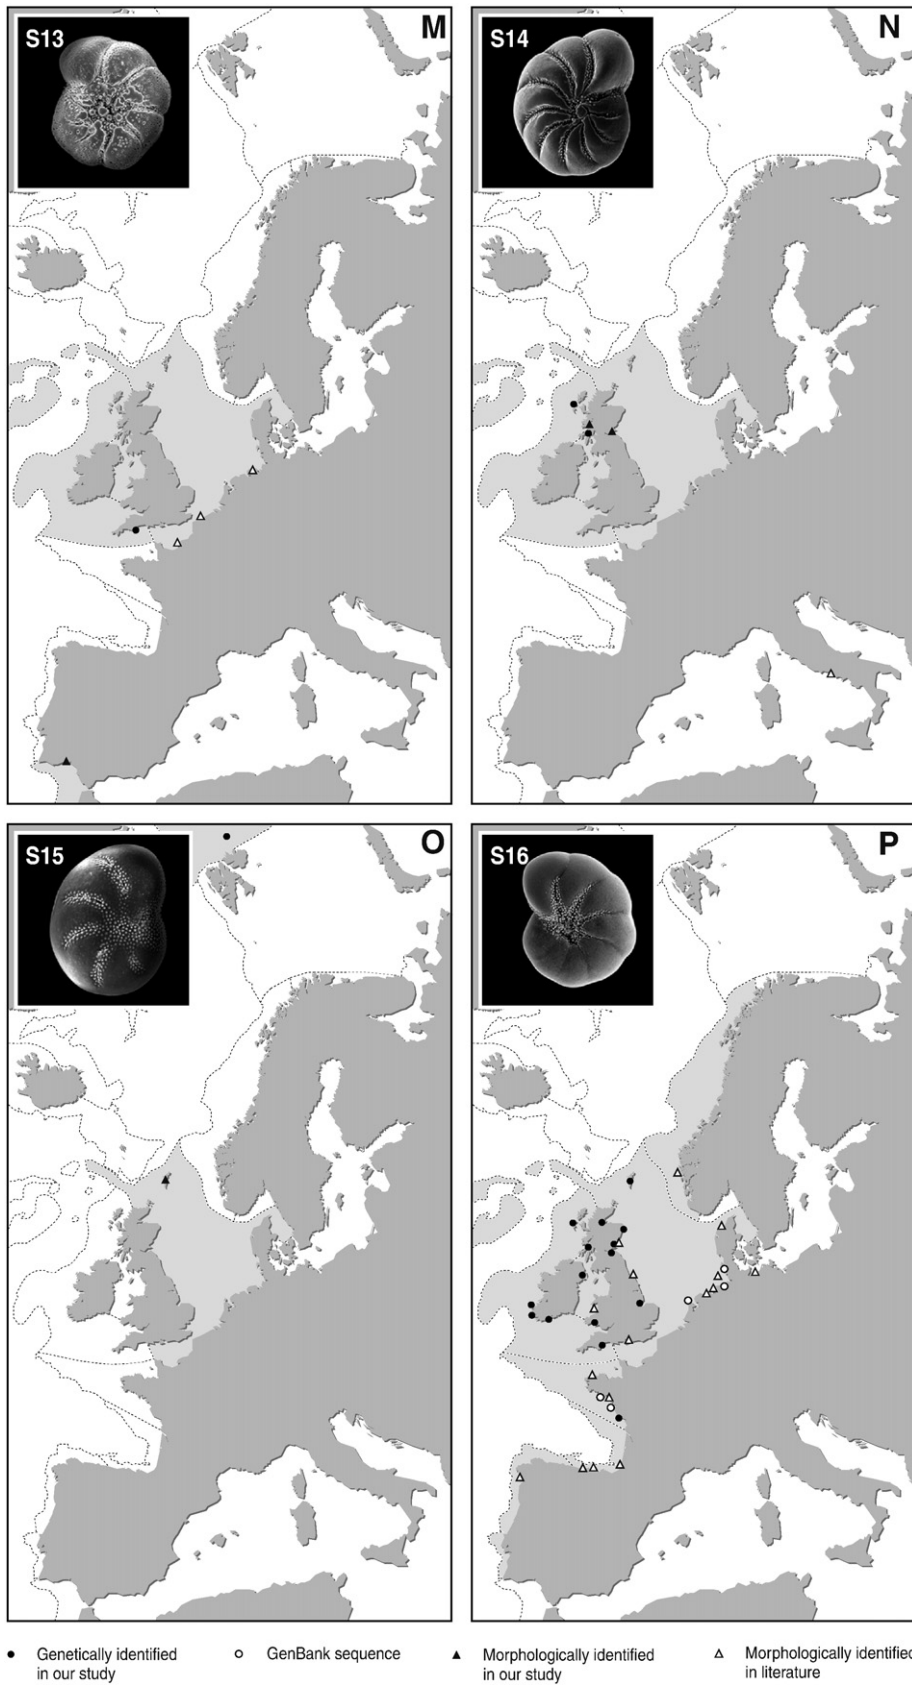 S13
M
S14
N
S15
O
S16
P
Genetically identified
in our study
GenBank sequence
Morphologically identified
in our study
Morphologically identified
in literature